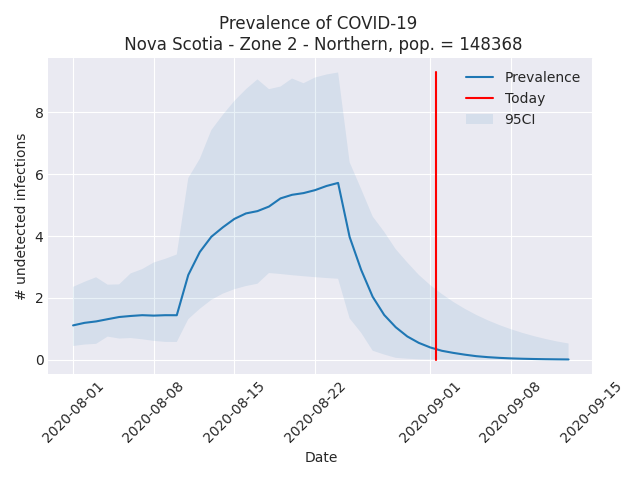 Prevalence of COVID-19
Nova Scotia - Zone 2 - Northern, pop. = 148368
Prevalence
Today
95CI
# undetected infections
8
6
4
2
0
2020-08-01
2020-08-08
2020-08-15
2020-08-22
2020-09-01
2020-09-08
2020-09-15
Date